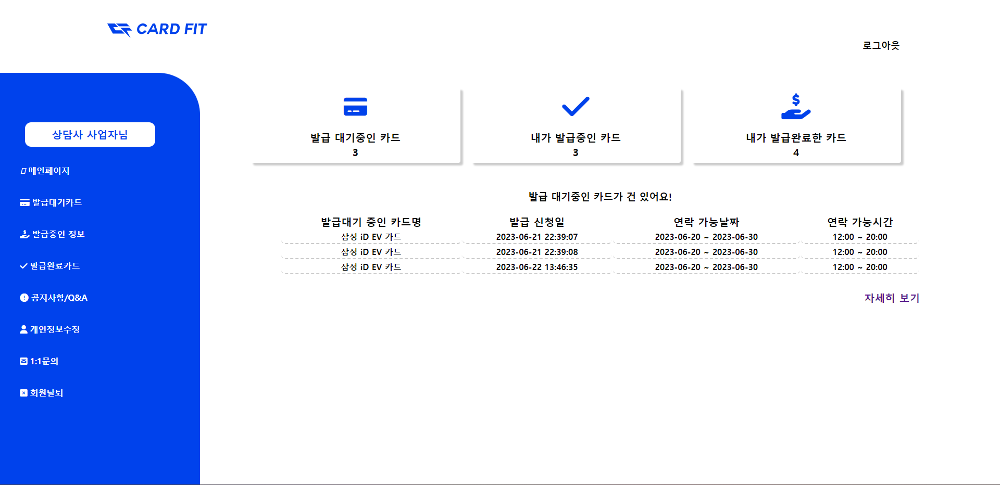 CARD FIT
로그아웃
상담사 사업자님
메인페이지
발급대기카드
발급중인 정보
발급완료카드
공지사항/Q&A
개인정보수정
1:1문의
회원탈퇴
발급 대기중인 카드
3
내가 발급중인 카드
3
내가 발급완료한 카드
4
발급 대기중인 카드가 건 있어요!
발급대기 중인 카드명 발급 신청일 연락 가능날짜 연락 가능시간
삼성 iD EV 카드 2023-06-21 22:39:07 2023-06-20 ~ 2023-06-30 12:00 ~ 20:00
삼성 iD EV 카드 2023-06-21 22:39:08 2023-06-20 ~ 2023-06-30 12:00 ~ 20:00
삼성 iD EV 카드 2023-06-22 13:46:35 2023-06-20 ~ 2023-06-30 12:00 ~ 20:00
자세히 보기